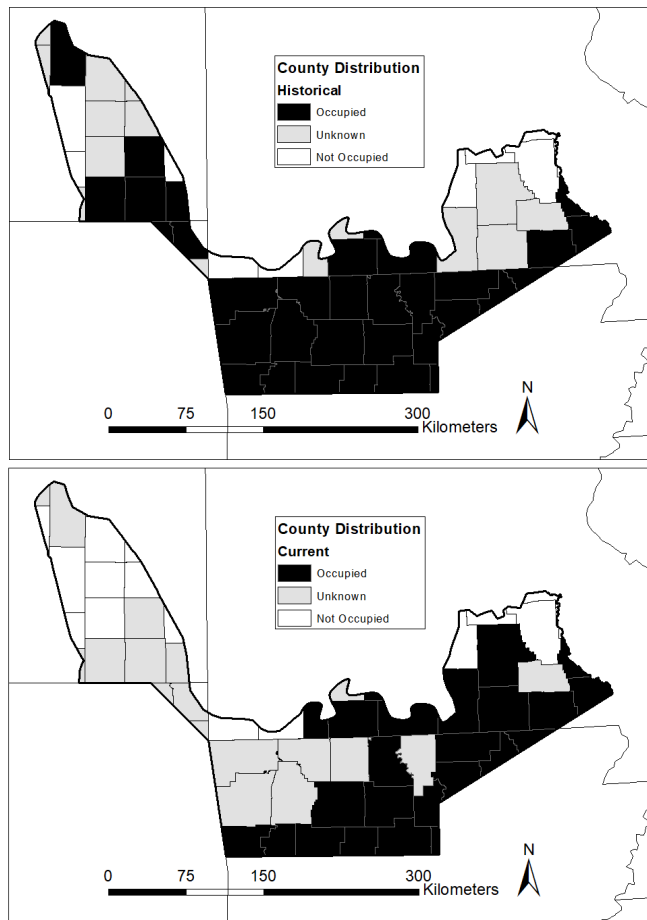 County Distribution
Historical
Occupied
Unknown
Not Occupied
N
0 75 150 300
Kilometers
County Distribution
Current
Occupied
Unknown
Not Occupied
N
0 75 150 300
Kilometers